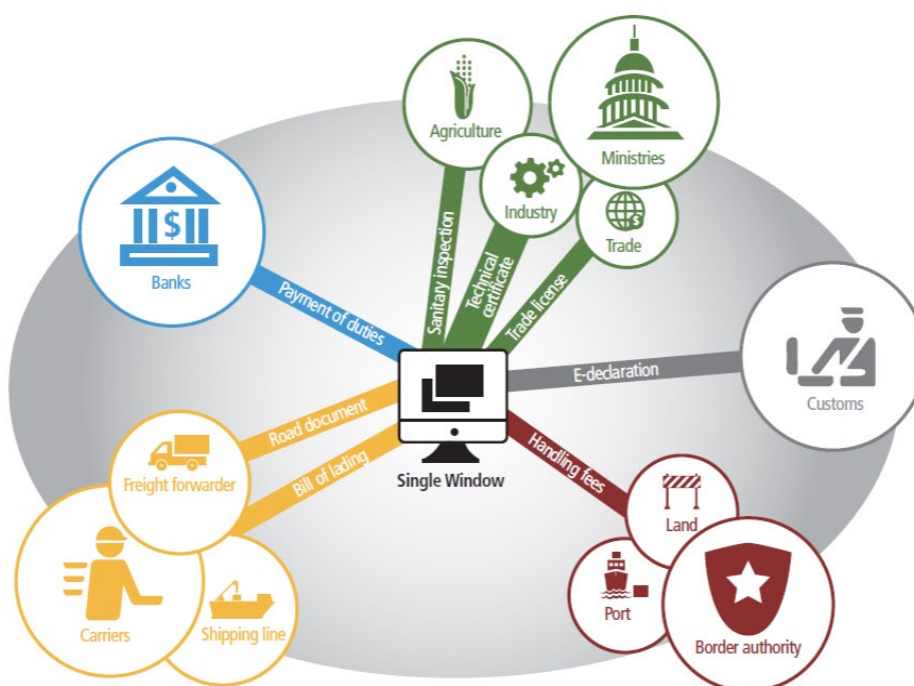 Agriculture
Ministries
Industry
Trade
$
Banks
$
Sanitary inspection
Technical
certificate
Trade license
Payment of duties
E-declaration
Customs
Road document
Bill of lading
Single Window
Handling fees
Freight forwarder
Land
Carriers
Shipping line
Port
Border authority